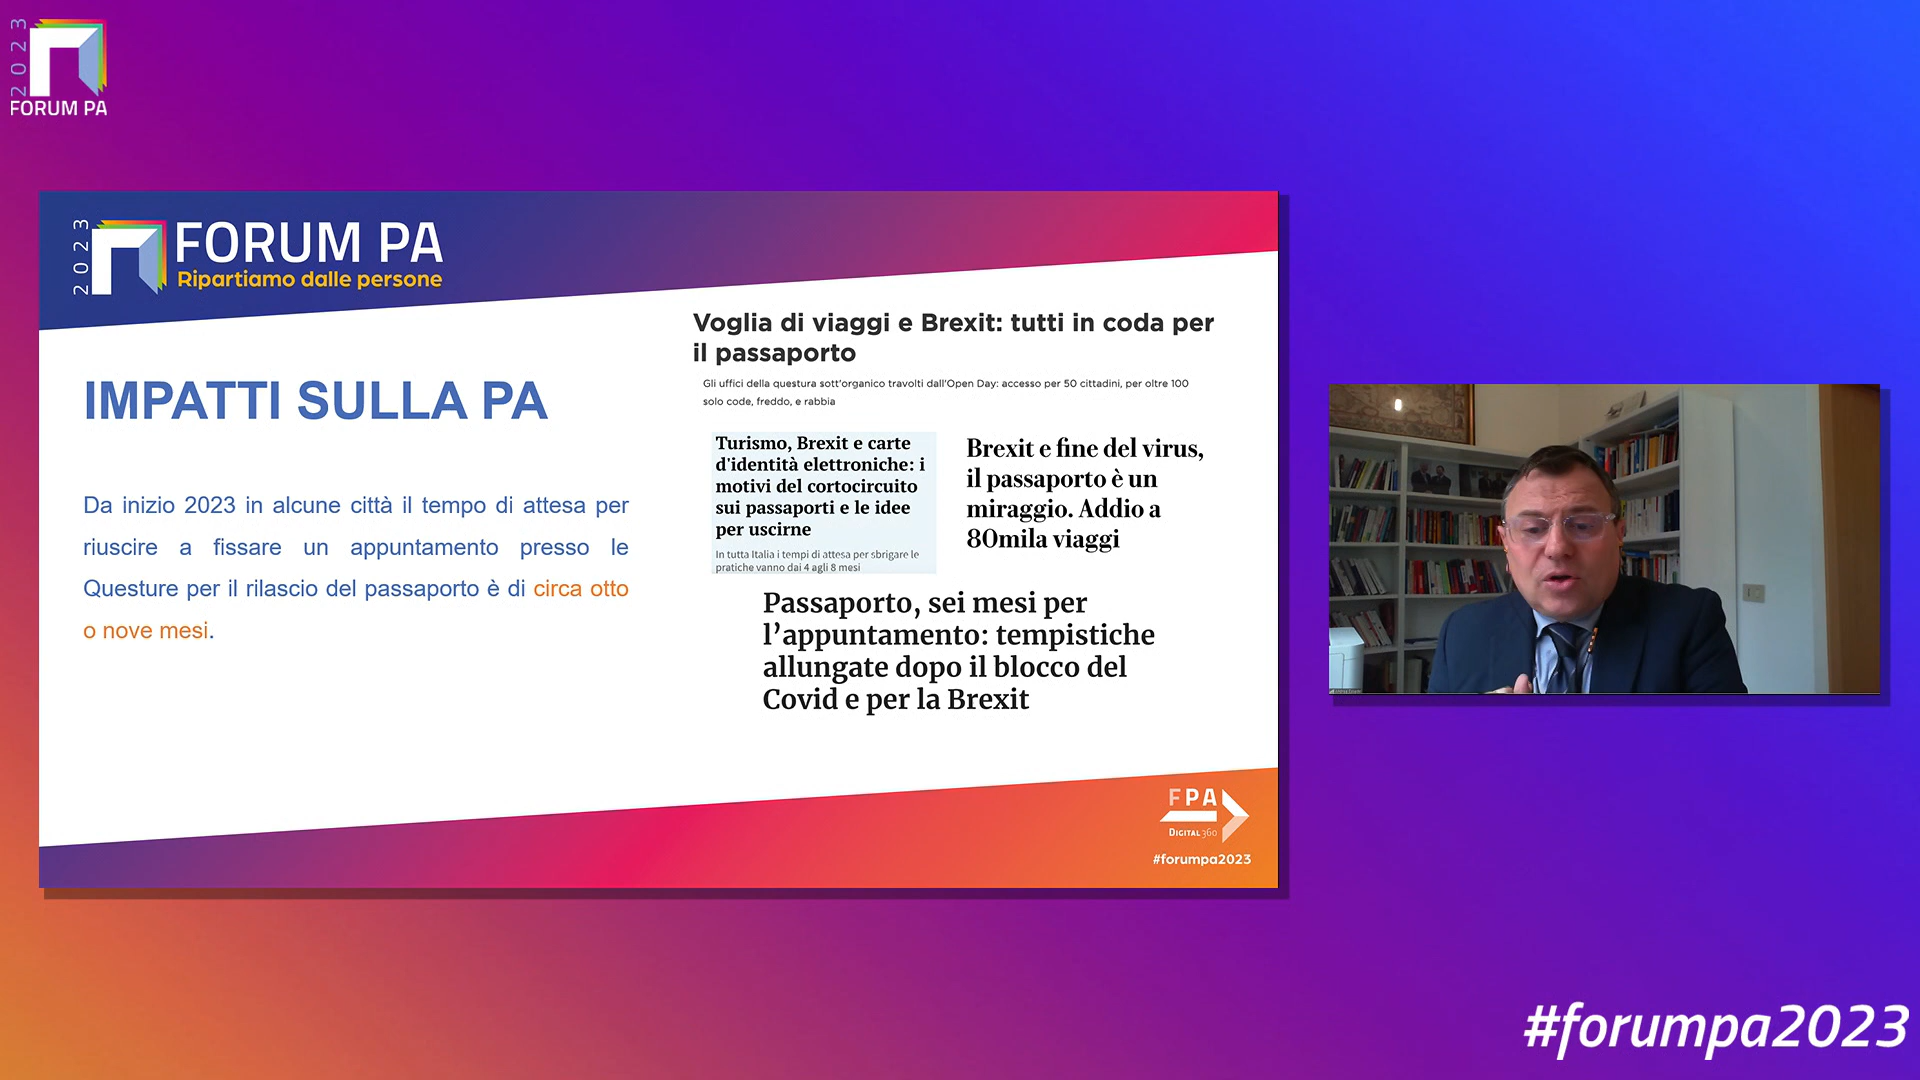 2023
FORUM PA
2023
FORUM PA
Ripartiamo dalle persone
IMPATTI SULLA PA
Da inizio 2023 in alcune città il tempo di attesa per
riuscire a fissare un appuntamento presso le
Questure per il rilascio del passaporto è di circa otto
o nove mesi.
Voglia di viaggi e Brexit: tutti in coda per
il passaporto
Gli uffici della questura sott'organico travolti dall'Open Day: accesso per 50 cittadini, per oltre 100
solo code, freddo, e rabbia
Turismo, Brexit e carte
d'identità elettroniche: i
motivi del cortocircuito
sui passaporti e le idee
per uscirne
In tutta Italia i tempi di attesa per sbrigare le
pratiche vanno dai 4 agli 8 mesi
Brexit e fine del virus,
il passaporto è un
miraggio. Addio a
80mila viaggi
Passaporto, sei mesi per
l’appuntamento: tempistiche
allungate dopo il blocco del
Covid e per la Brexit
FPA
DIGITAL360
#forumpa2023
#forumpa2023